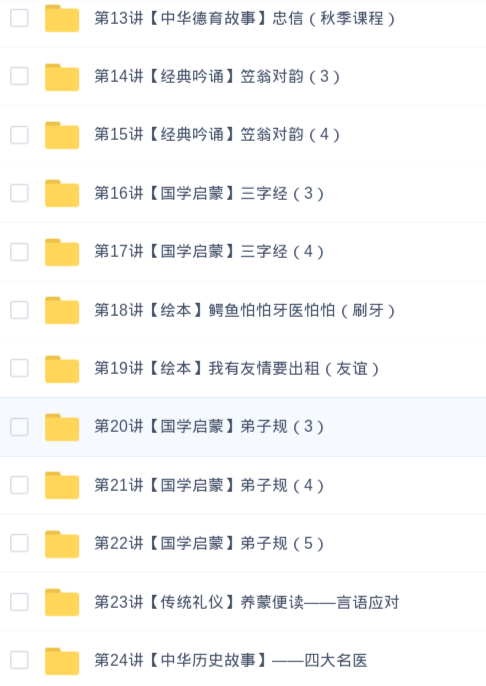 第13讲【中华德育故事】忠信（秋季课程）
第14讲【经典吟诵】笠翁对韵（3）
第15讲【经典吟诵】笠翁对韵（4）
第16讲【国学启蒙】三字经（3）
第17讲【国学启蒙】三字经（4）
第18讲【绘本】鳄鱼怕怕牙医怕怕（刷牙）
第19讲【绘本】我有友情要出租（友谊）
第20讲【国学启蒙】弟子规（3）
第21讲【国学启蒙】弟子规（4）
第22讲【国学启蒙】弟子规（5）
第23讲【传统礼仪】养蒙便读——言语应对
第24讲【中华历史故事】——四大名医